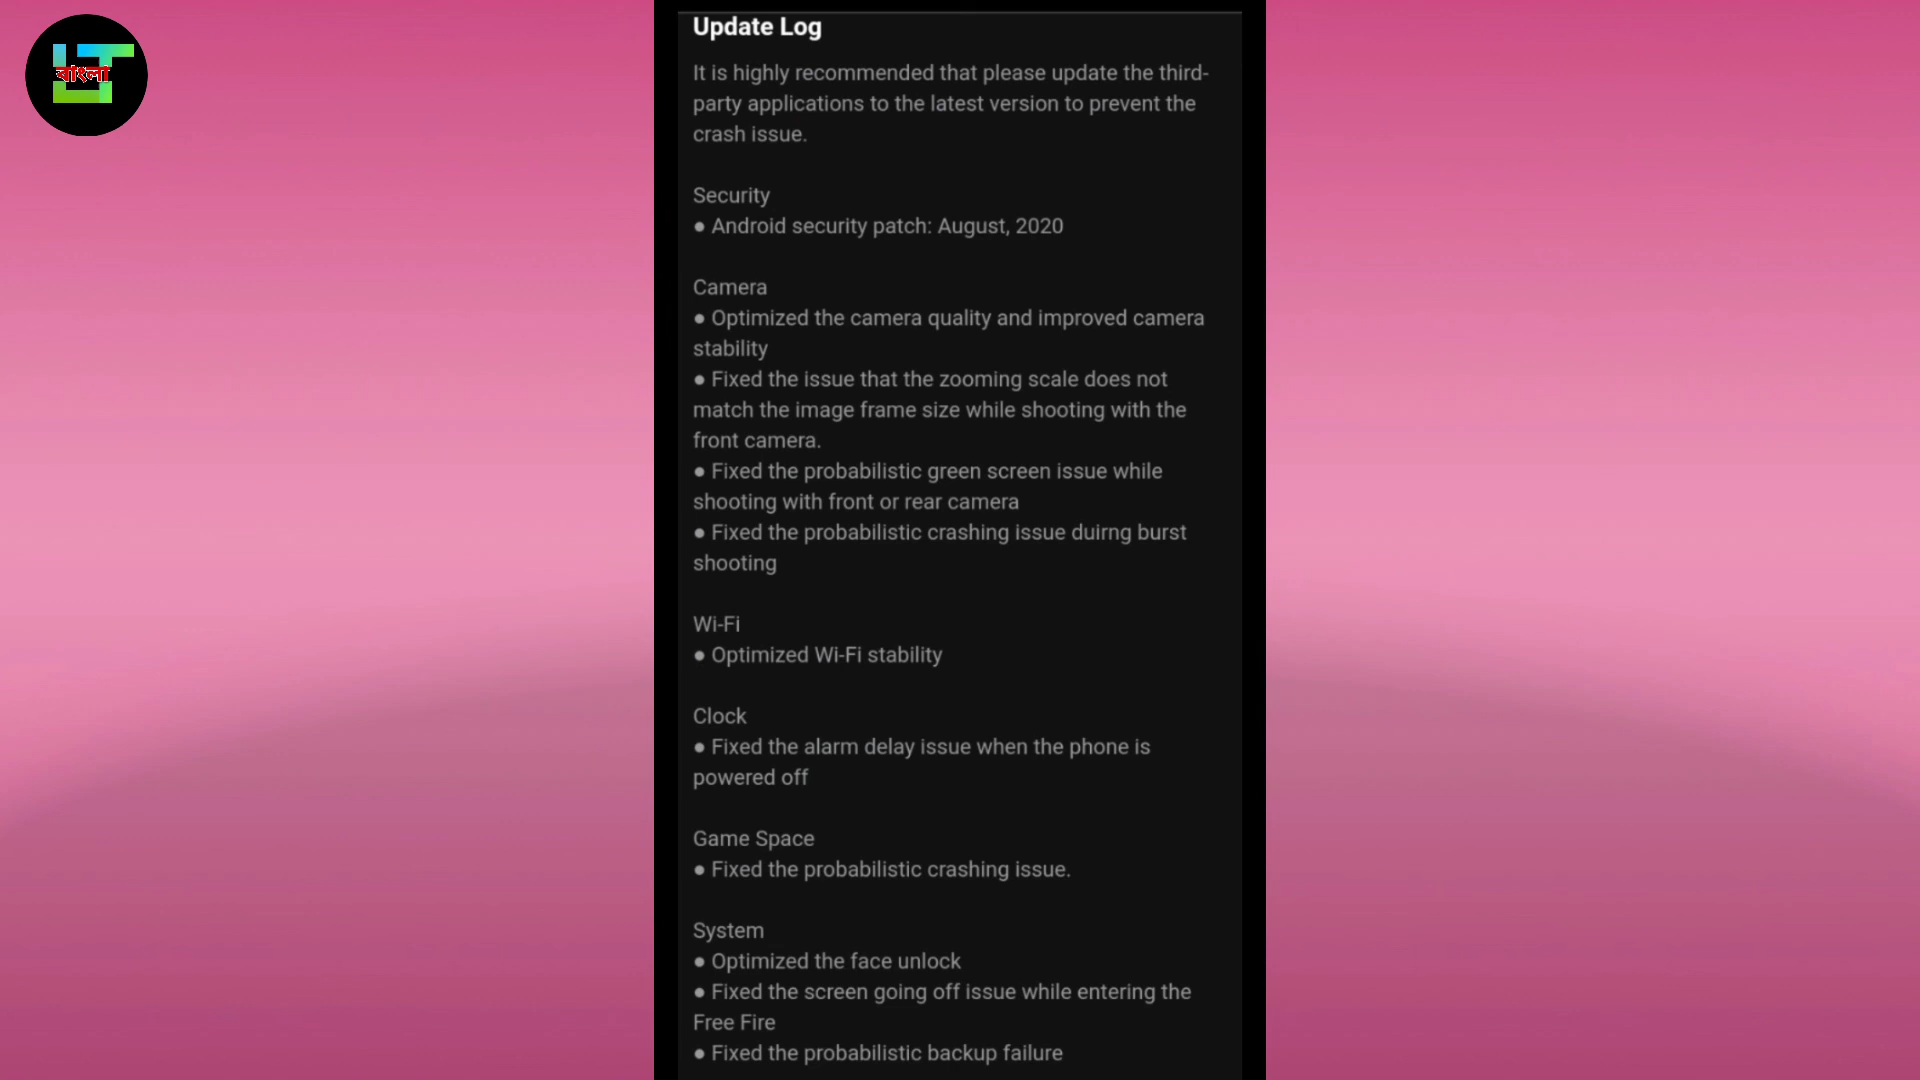 বাংলা
Update Log
It is highly recommended that please update the third-
party applications to the latest version to prevent the
crash issue.
Security
● Android security patch: August, 2020
Camera
● Optimized the camera quality and improved camera
stability
● Fixed the issue that the zooming scale does not
match the image frame size while shooting with the
front camera.
● Fixed the probabilistic green screen issue while
shooting with front or rear camera
● Fixed the probabilistic crashing issue duirng burst
shooting
Wi-Fi
● Optimized Wi-Fi stability
Clock
● Fixed the alarm delay issue when the phone is
powered off
Game Space
● Fixed the probabilistic crashing issue.
System
● Optimized the face unlock
● Fixed the screen going off issue while entering the
Free Fire
● Fixed the probabilistic backup failure